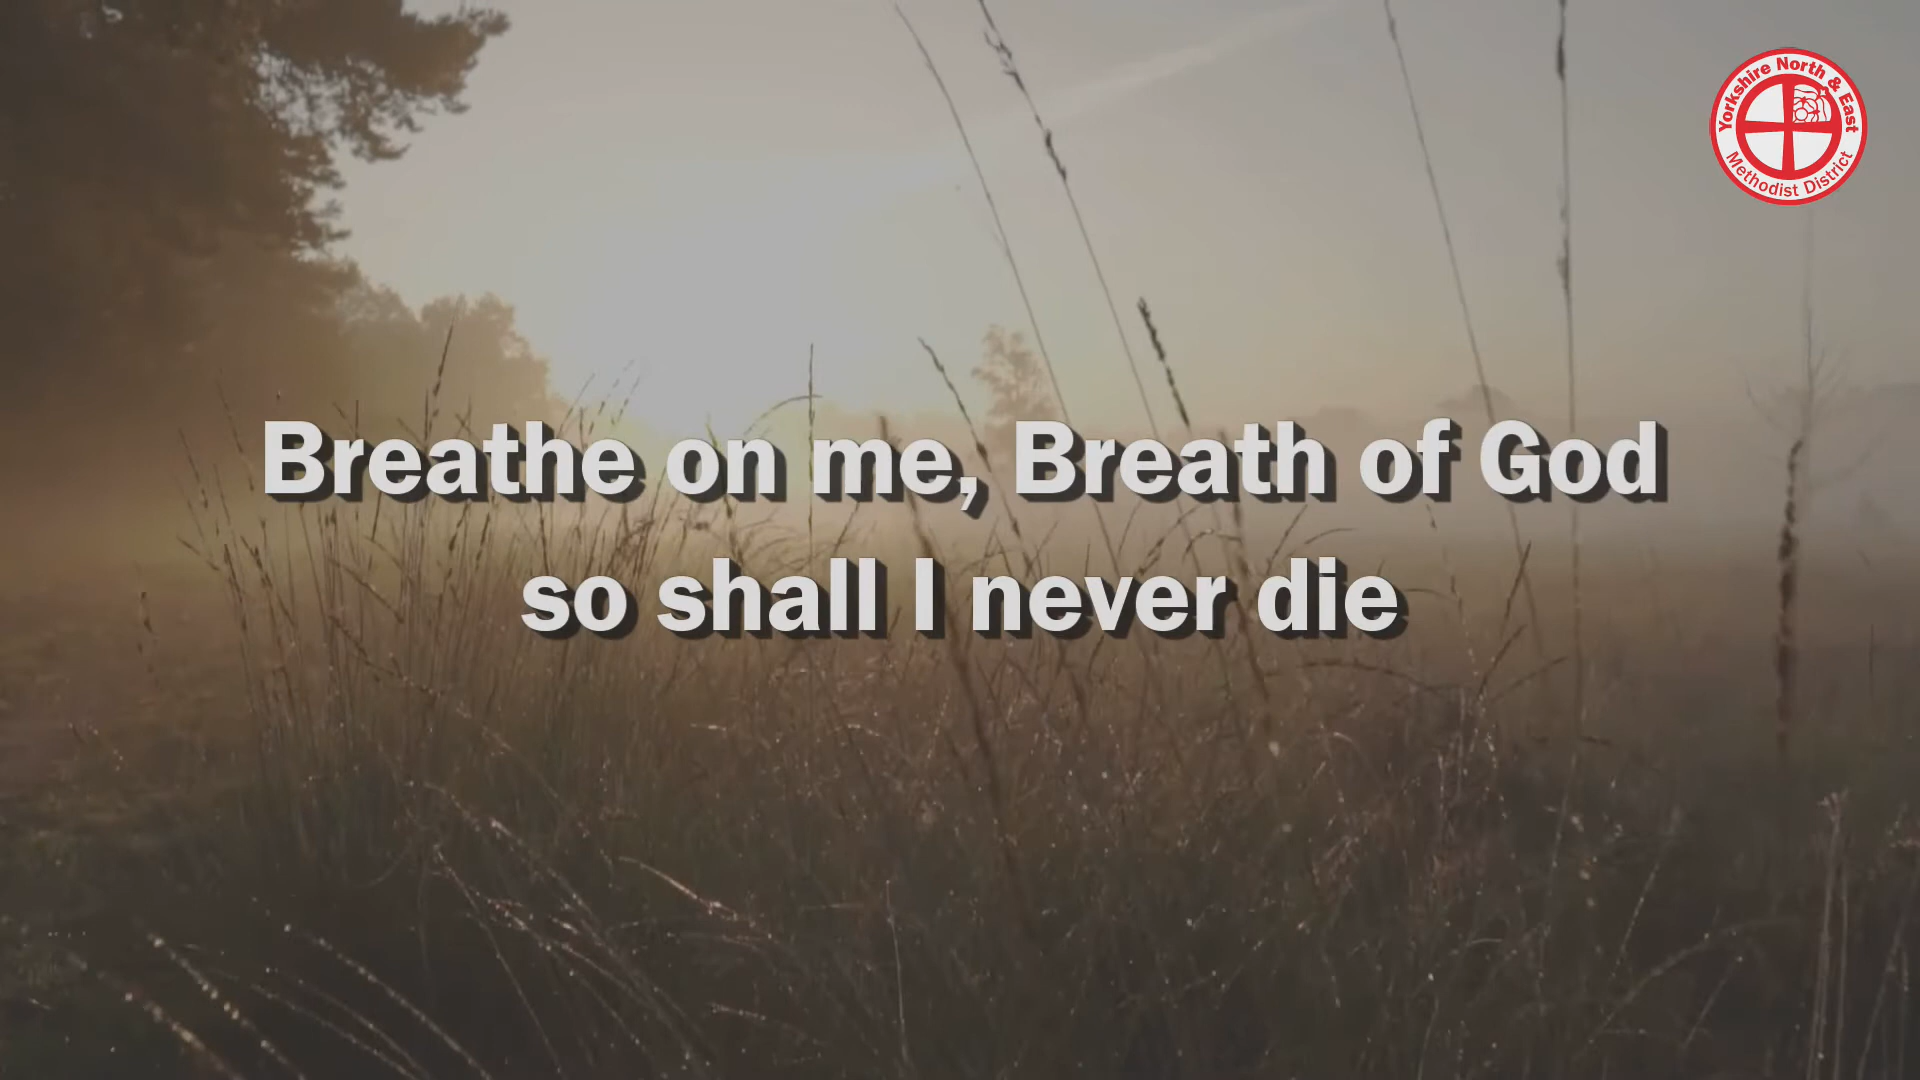 Yorkshire North & East
Methodist District
Breathe on me, Breath of God
so shall I never die